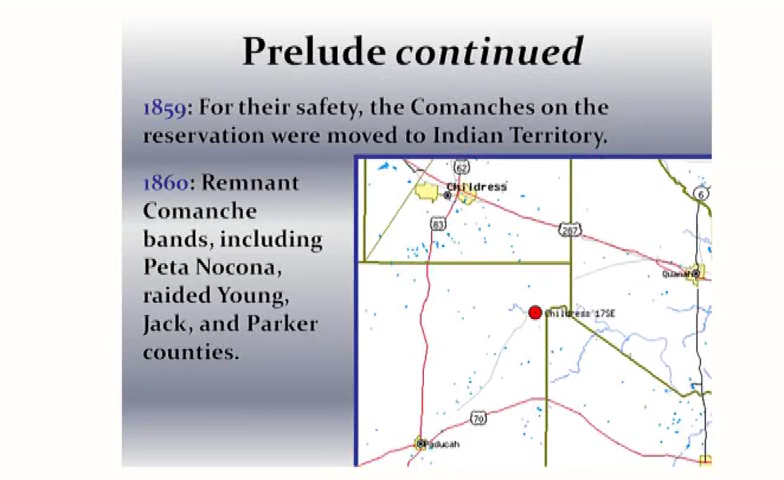 Prelude continued
1859: For their safety, the Comanches on the
reservation were moved to Indian Territory.
1860: Remnant
Comanche
bands, including
Peta Nocona,
raided Young,
Jack, and Parker
counties.
62
Childress
6
83
287
Quanah
Childress 17SE
70
Paducah